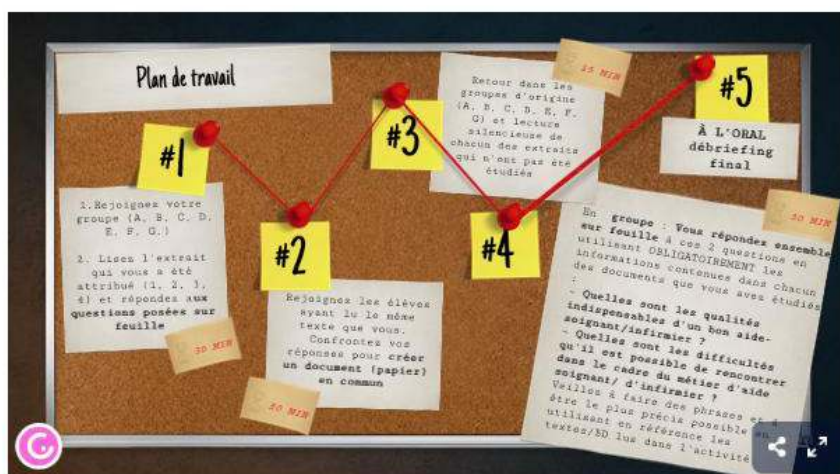 Plan de travail
#1
1.Rejoignez votre
groupe (A, B, C, D,
E, F, G.)
2. Lisez l'extrait
qui vous a été
attribué (1, 2, 3,
4) et répondez aux
questions posées sur
feuille
30 MIN
#2
Rejoignez les élèves
ayant lu le même
texte que vous.
Confrontez vos
réponses pour créer
un document (papier)
en commun
#3
Retour dans les
groupes d'origine
(A, B, C, D, E, F,
G) et lecture
silencieuse de
chacun des extraits
qui n'ont pas été
étudiés
15 MIN
#4
En groupe : Vous répondez ensemble
sur feuille à ces 2 questions en
utilisant OBLIGATOIREMENT les
informations contenues dans chacun
des documents que vous avez étudiés
:
- Quelles sont les qualités
indispensables d'un bon aide-
soignant/infirmier ?
- Quelles sont les difficultés
qu'il est possible de rencontrer
dans le cadre du métier d'aide
soignant/ d'infirmier ?
Veillez à faire des phrases et à
être le plus précis possible en
utilisant en référence les
textes/BD lus dans l'activité
#5
À L'ORAL
débriefing
final